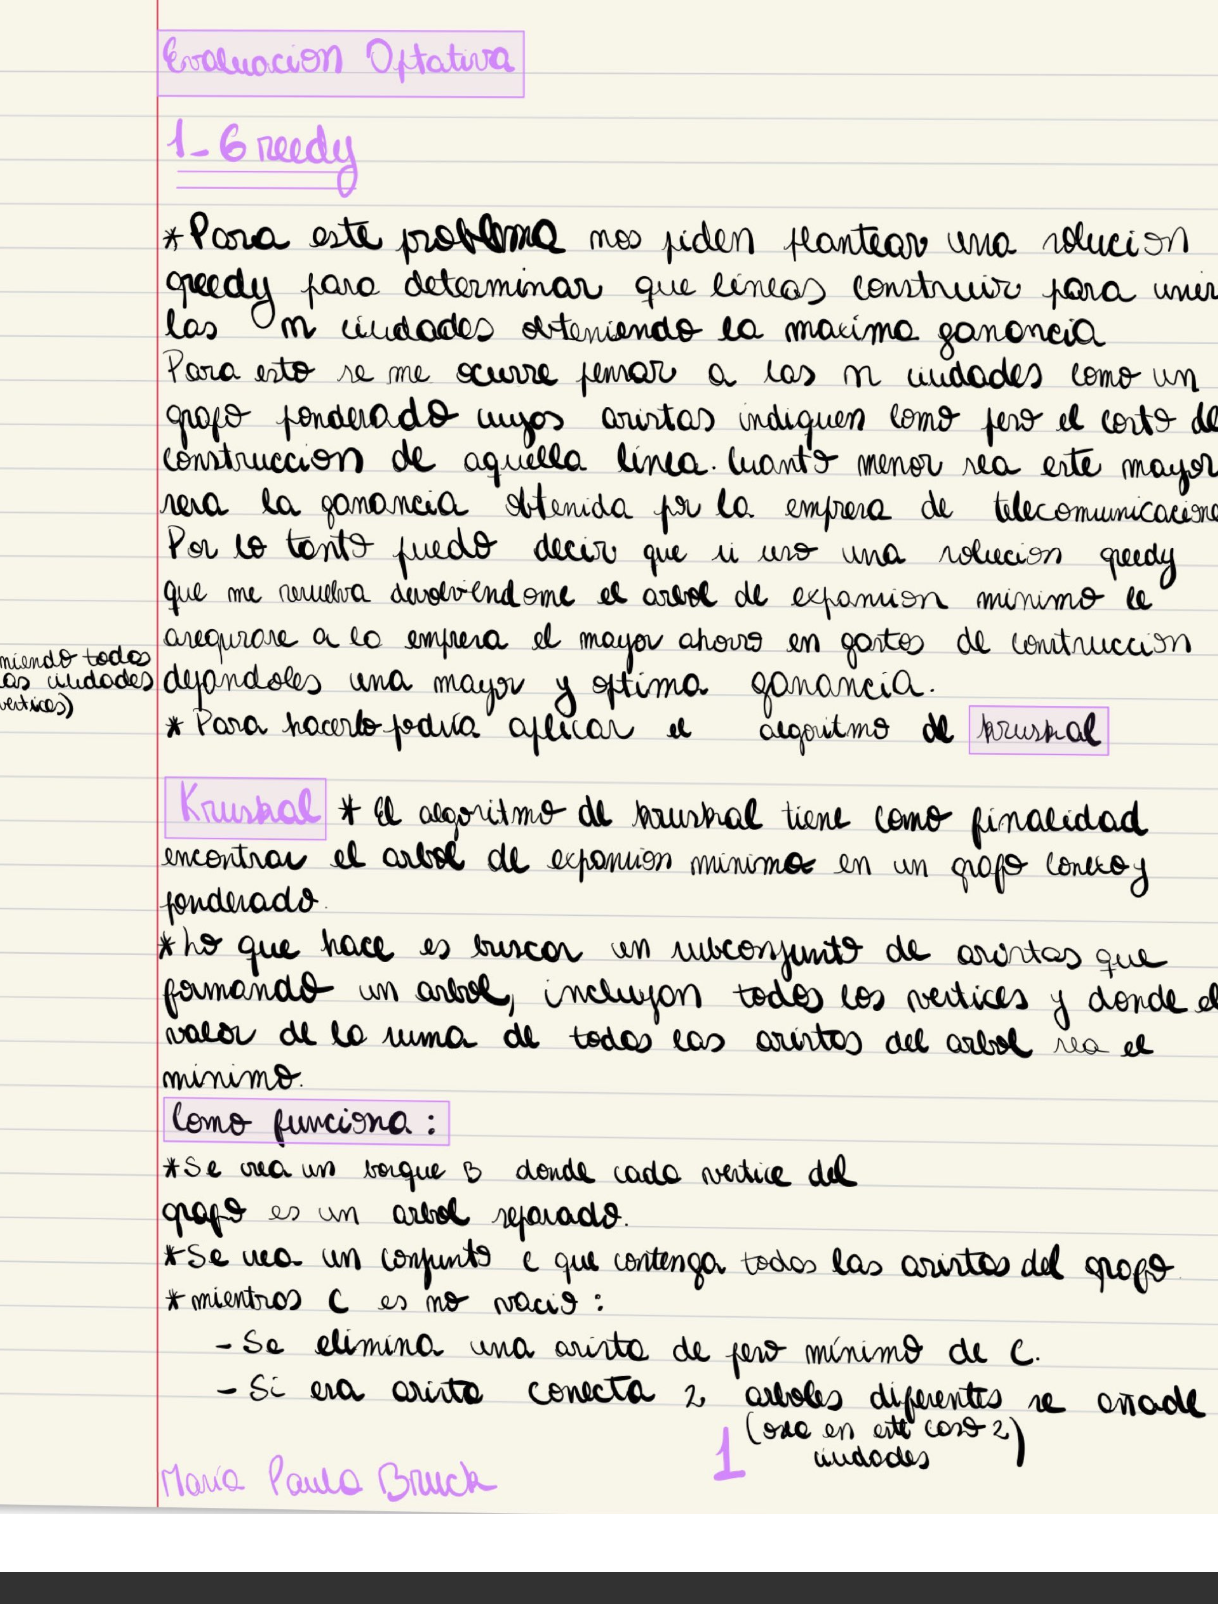 Evaluacion Optativa
1-Greedy
*Para este problema nos piden plantear una solucion
greedy para determinar que lineas construir para unir
las n ciudades obteniendo la maxima ganancia
Para esto se me ocurre pensar a las n ciudades como un
grafo ponderado cuyos aristas indiquen como peso el costo de
construccion de aquella linea. Cuanto menor sea este mayor
sera la ganancia obtenida por la empresa de telecomunicacione
Por lo tanto puedo decir que si uso una solucion greedy
que me resuelva devolviendome el arbol de expansion minimo le
asegurare a la empresa el mayor ahorro en gastos de construccion
niendo todas
as ciudades
vertices)
dejandoles una mayor y optima ganancia.
* Para hacerlo podria aplicar el algoritmo de kruskal
Kruskal * El algoritmo de kruskal tiene como finalidad
encontrar el arbol de expansion minima en un grafo conexo y
ponderado.
*Lo que hace es buscar un subconjunto de aristas que
formando un arbol, incluyan todos los vertices y donde el
valor de la suma de todas las aristas del arbol sea el
minimo.
Como funciona:
*Se crea un bosque B donde cada vertice del
grafo es un arbol separado.
*Se crea un conjunto C que contenga todas las aristas del grafo
*mientras C es no vacio:
-Se elimina una arista de peso mínimo de C.
-Si esa arista conecta 2 arboles diferentes se añade
(osea en este caso 2)
ciudades
1
Maria Paula Bruck